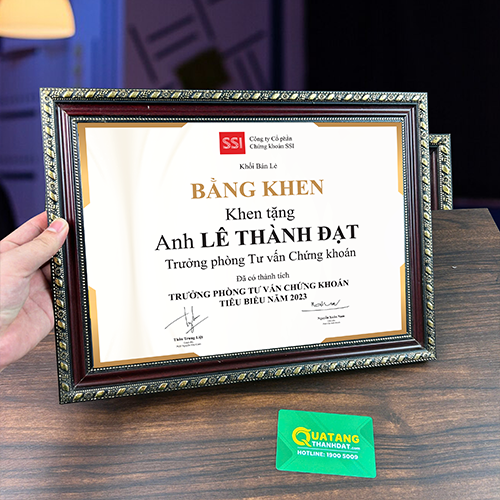 SSI
Công ty Cổ phần
Chứng khoán SSI
Khối Bán Lẻ
BẰNG KHEN
Khen tặng
Anh LÊ THÀNH ĐẠT
Trưởng phòng Tư vấn Chứng khoán
Đã có thành tích
TRƯỞNG PHÒNG TƯ VẤN CHỨNG KHOÁN
TIÊU BIỂU NĂM 2023
QUATANG
THANHDAT.com
HOTLINE: 1900 5009